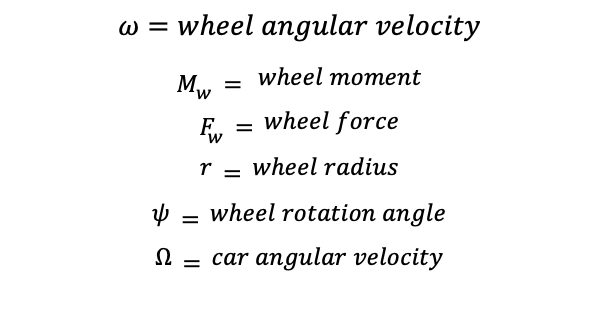 ω = wheel angular velocity
M_w = wheel moment
F_w = wheel force
r = wheel radius
ψ = wheel rotation angle
Ω = car angular velocity